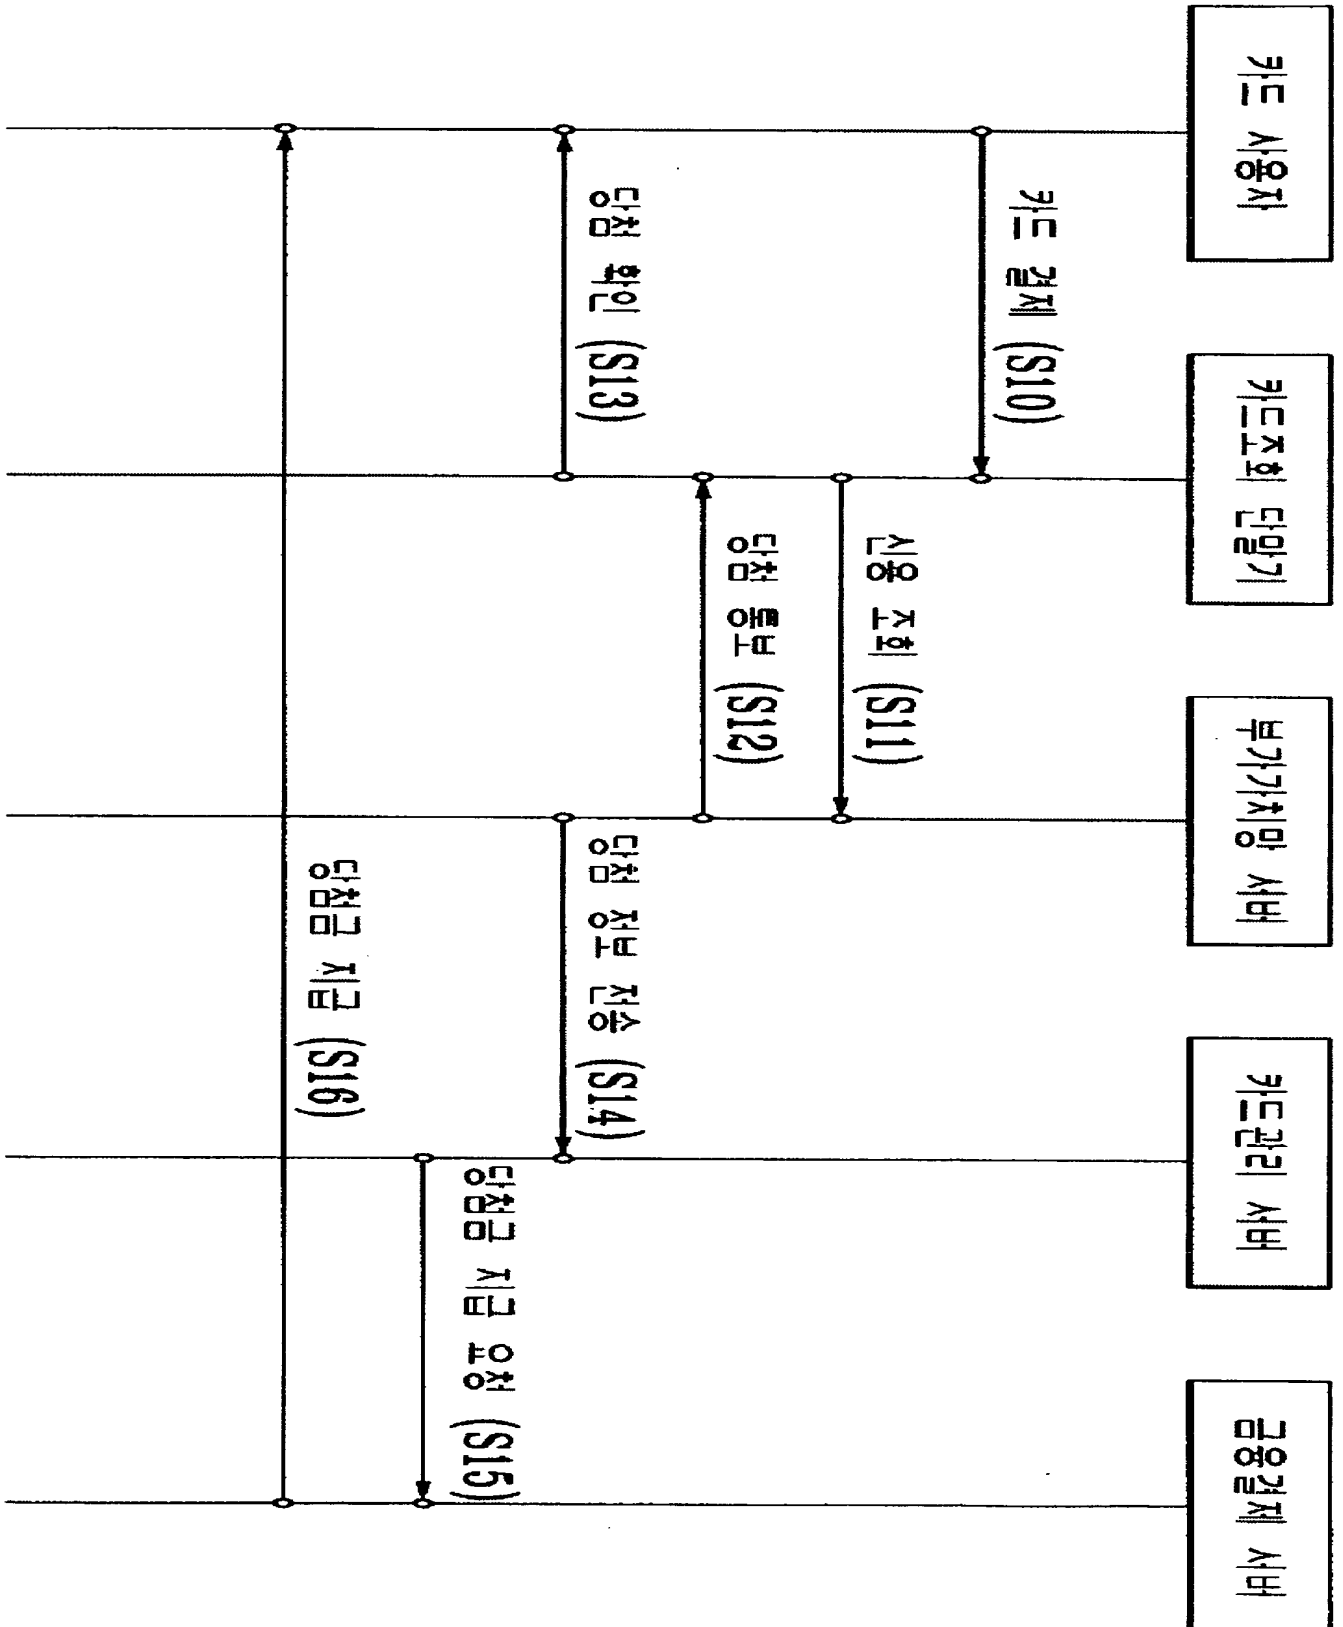 카드 사용자
카드조회 단말기
부가가치망 서버
카드관리 서버
금융결제 서버
카드 결제 (S10)
신용 조회 (S11)
당첨 통보 (S12)
당첨 확인 (S13)
당첨 정보 전송 (S14)
당첨금 지급 요청 (S15)
당첨금 지급 (S16)